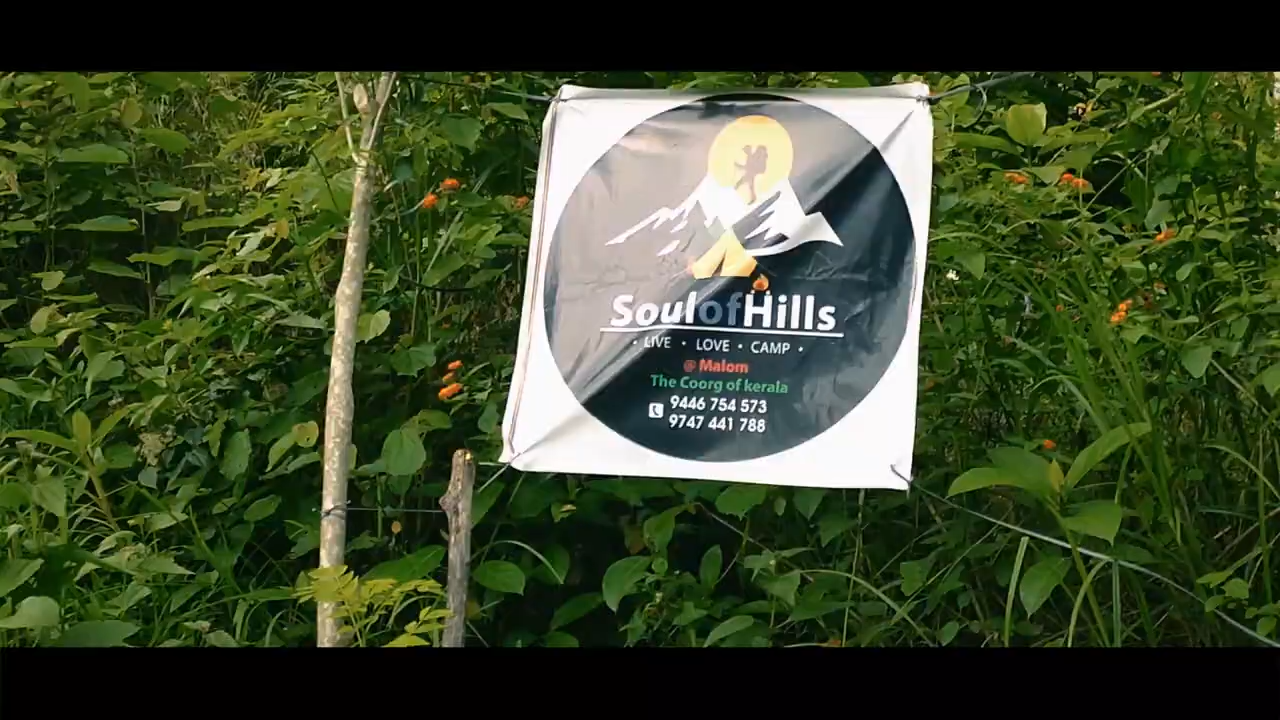 SoulofHills
• LIVE • LOVE • CAMP •
@ Malom
The Coorg of kerala
9446 754 573
9747 441 788